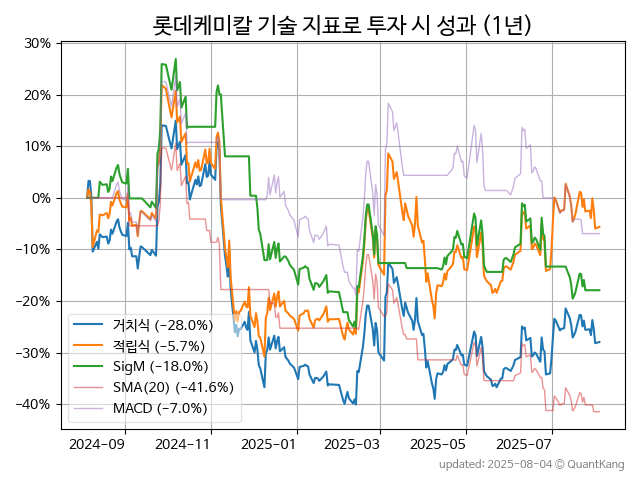 롯데케미칼 기술 지표로 투자 시 성과 (1년)
30%
20%
10%
0%
−10%
−20%
−30%
−40%
거치식 (−28.0%)
적립식 (−5.7%)
SigM (−18.0%)
SMA(20) (−41.6%)
MACD (−7.0%)
2024-09 2024-11 2025-01 2025-03 2025-05 2025-07
updated: 2025-08-04 © QuantKang